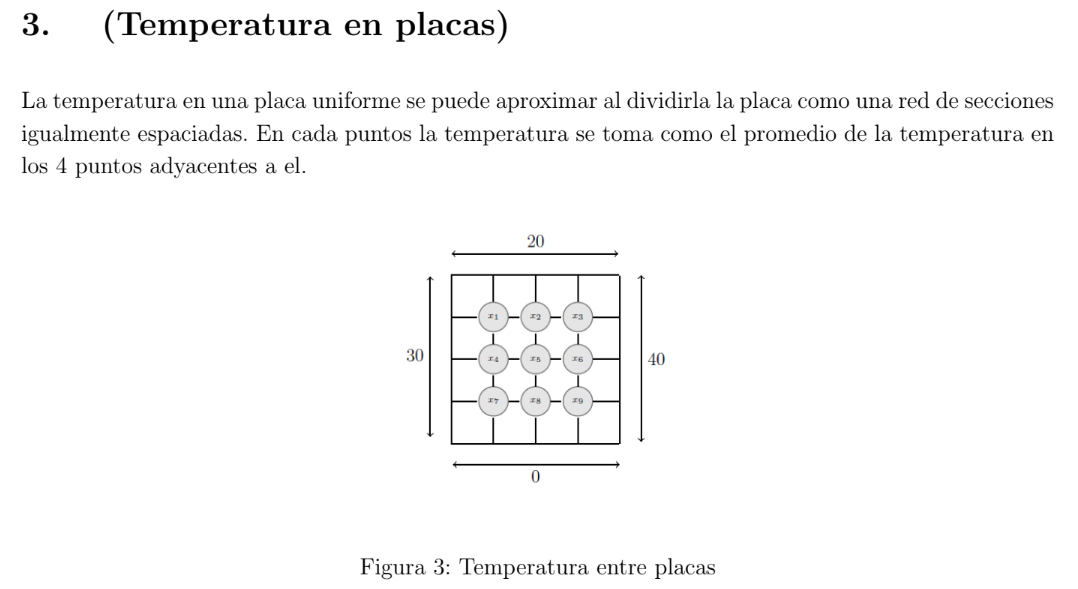 3. (Temperatura en placas)
La temperatura en una placa uniforme se puede aproximar al dividirla la placa como una red de secciones
igualmente espaciadas. En cada puntos la temperatura se toma como el promedio de la temperatura en
los 4 puntos adyacentes a el.
20
x1 x2 x3
30 x4 x5 x6 40
x7 x8 x9
0
Figura 3: Temperatura entre placas